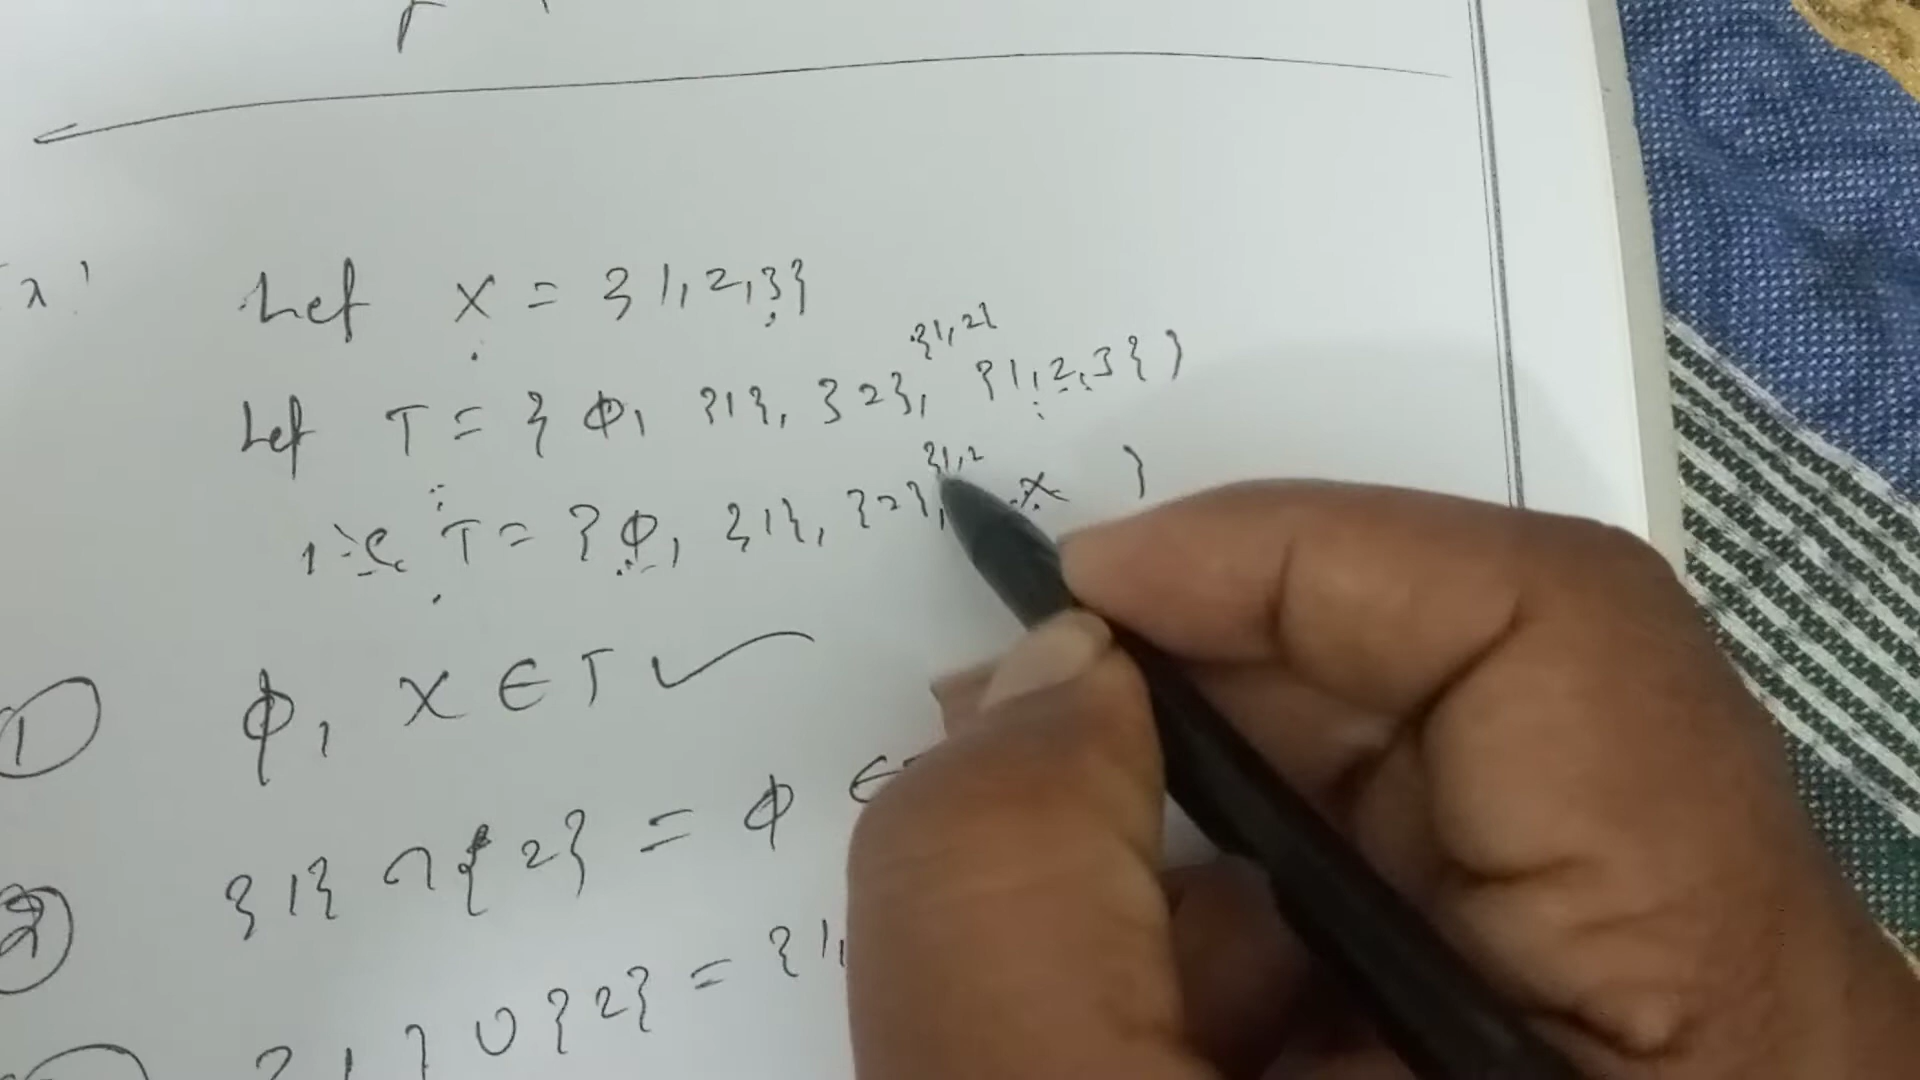 Let X = {1,2,3}
{1,2}
Let T = { ϕ, {1}, {2}, {1,2,3} }
{1,2
i.e T = { ϕ, {1}, {2}, X }
① ϕ, X ∈ T ✓
② {1} ∩ {2} = ϕ ∈
{1} ∪ {2} = {1,